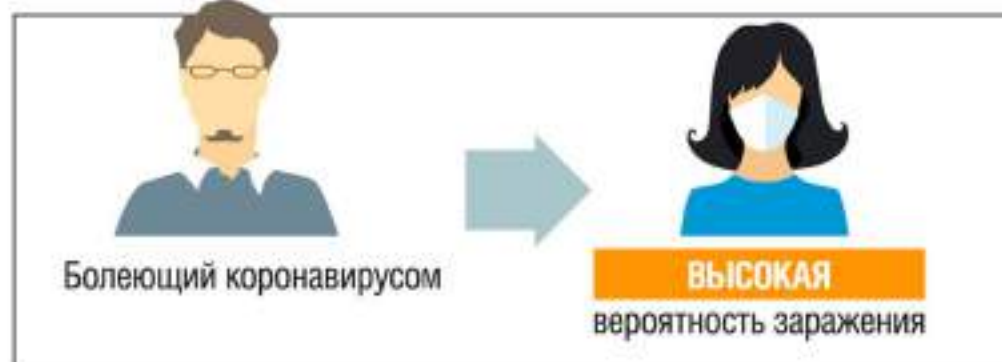 Болеющий коронавирусом
ВЫСОКАЯ
вероятность заражения